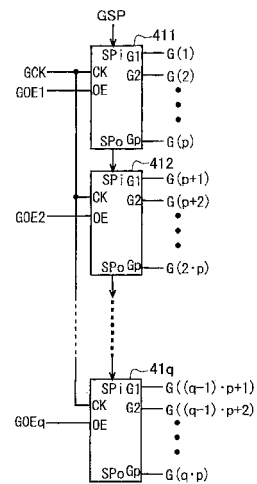 GSP
411
SPi G1 G(1)
GCK CK G2 G(2)
GOE1 OE
SPo Gp G(p)
412
SPi G1 G(p+1)
CK G2 G(p+2)
GOE2 OE
SPo Gp G(2·p)
41q
SPi G1 G((q-1)·p+1)
CK G2 G((q-1)·p+2)
GOEq OE
SPo Gp G(q·p)